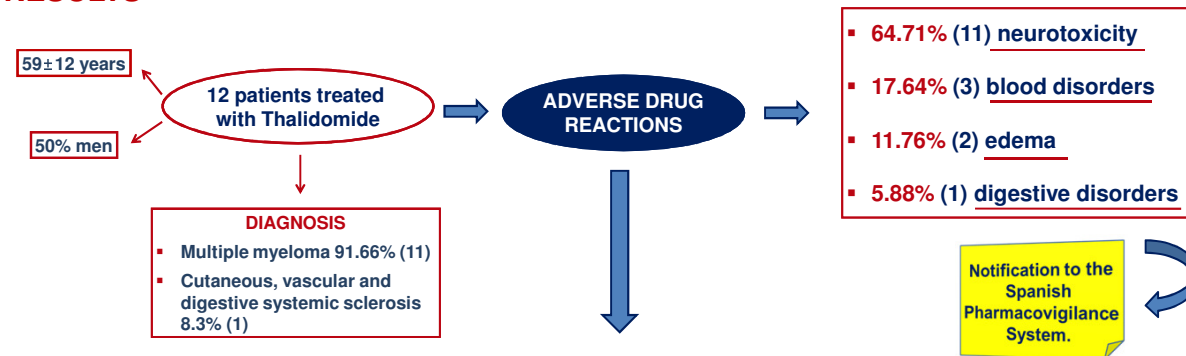 59±12 years
50% men
12 patients treated
with Thalidomide
DIAGNOSIS
▪ Multiple myeloma 91.66% (11)
▪ Cutaneous, vascular and
digestive systemic sclerosis
8.3% (1)
ADVERSE DRUG
REACTIONS
▪ 64.71% (11) neurotoxicity
▪ 17.64% (3) blood disorders
▪ 11.76% (2) edema
▪ 5.88% (1) digestive disorders
Notification to the
Spanish
Pharmacovigilance
System.